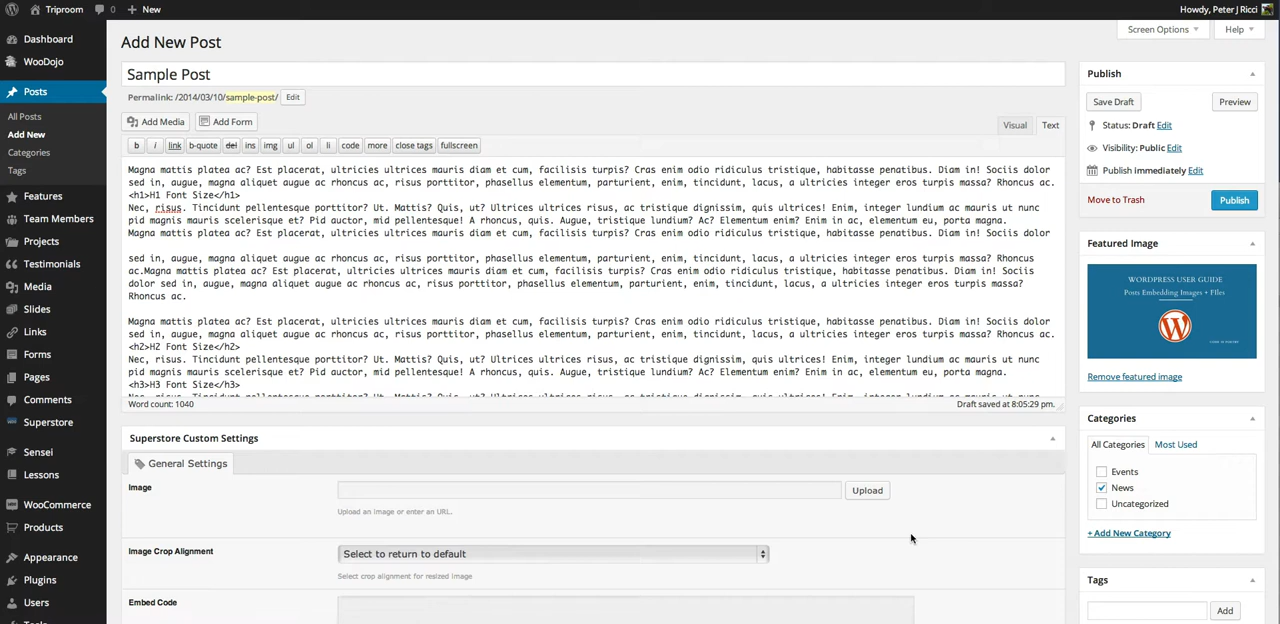 Triproom 0 New Howdy, Peter J Ricci
Screen Options Help
Dashboard
WooDojo
Posts
All Posts
Add New
Categories
Tags
Features
Team Members
Projects
Testimonials
Media
Slides
Links
Forms
Pages
Comments
Superstore
Sensei
Lessons
WooCommerce
Products
Appearance
Plugins
Users
Tools
Add New Post
Sample Post
Permalink: /2014/03/10/sample-post/ Edit
Add Media Add Form Visual Text
b i link b-quote del ins img ul ol li code more close tags fullscreen
Magna mattis platea ac? Est placerat, ultricies ultrices mauris diam et cum, facilisis turpis? Cras enim odio ridiculus tristique, habitasse penatibus. Diam in! Sociis dolor
sed in, augue, magna aliquet augue ac rhoncus ac, risus porttitor, phasellus elementum, parturient, enim, tincidunt, lacus, a ultricies integer eros turpis massa? Rhoncus ac.
<h1>H1 Font Size</h1>
Nec, risus. Tincidunt pellentesque porttitor? Ut. Mattis? Quis, ut? Ultrices ultrices risus, ac tristique dignissim, quis ultrices! Enim, integer lundium ac mauris ut nunc
pid magnis mauris scelerisque et? Pid auctor, mid pellentesque! A rhoncus, quis. Augue, tristique lundium? Ac? Elementum enim? Enim in ac, elementum eu, porta magna.
Magna mattis platea ac? Est placerat, ultricies ultrices mauris diam et cum, facilisis turpis? Cras enim odio ridiculus tristique, habitasse penatibus. Diam in! Sociis dolor
sed in, augue, magna aliquet augue ac rhoncus ac, risus porttitor, phasellus elementum, parturient, enim, tincidunt, lacus, a ultricies integer eros turpis massa? Rhoncus
ac.Magna mattis platea ac? Est placerat, ultricies ultrices mauris diam et cum, facilisis turpis? Cras enim odio ridiculus tristique, habitasse penatibus. Diam in! Sociis
dolor sed in, augue, magna aliquet augue ac rhoncus ac, risus porttitor, phasellus elementum, parturient, enim, tincidunt, lacus, a ultricies integer eros turpis massa?
Rhoncus ac.
Magna mattis platea ac? Est placerat, ultricies ultrices mauris diam et cum, facilisis turpis? Cras enim odio ridiculus tristique, habitasse penatibus. Diam in! Sociis dolor
sed in, augue, magna aliquet augue ac rhoncus ac, risus porttitor, phasellus elementum, parturient, enim, tincidunt, lacus, a ultricies integer eros turpis massa? Rhoncus ac.
<h2>H2 Font Size</h2>
Nec, risus. Tincidunt pellentesque porttitor? Ut. Mattis? Quis, ut? Ultrices ultrices risus, ac tristique dignissim, quis ultrices! Enim, integer lundium ac mauris ut nunc
pid magnis mauris scelerisque et? Pid auctor, mid pellentesque! A rhoncus, quis. Augue, tristique lundium? Ac? Elementum enim? Enim in ac, elementum eu, porta magna.
<h3>H3 Font Size</h3>
Word count: 1040 Draft saved at 8:05:29 pm.
Superstore Custom Settings
General Settings
Image Upload
Upload an image or enter an URL.
Image Crop Alignment Select to return to default
Select crop alignment for resized image
Embed Code
Publish
Save Draft Preview
Status: Draft Edit
Visibility: Public Edit
Publish immediately Edit
Move to Trash Publish
Featured Image
WORDPRESS USER GUIDE
Posts Embedding Images + Files
Remove featured image
Categories
All Categories Most Used
Events
News
Uncategorized
+ Add New Category
Tags
Add